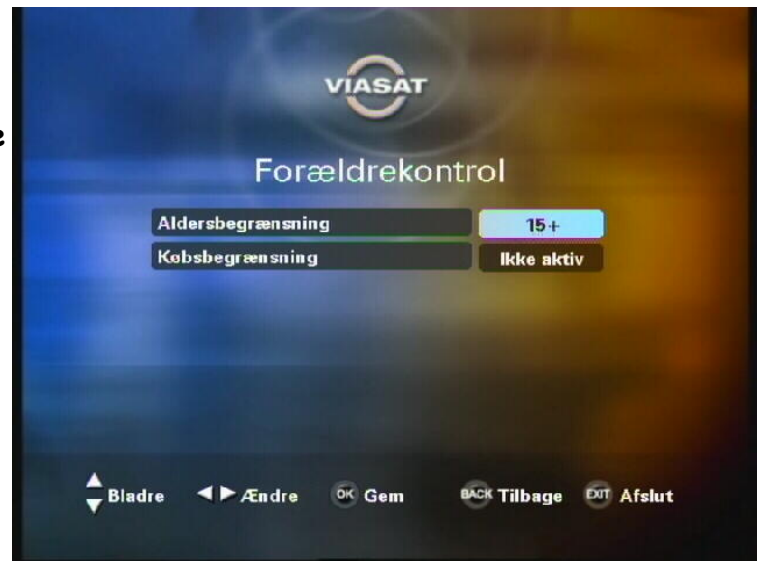 VIASAT
Forældrekontrol
Aldersbegrænsning 15+
Købsbegrænsning Ikke aktiv
Bladre Ændre OK Gem BACK Tilbage EXIT Afslut